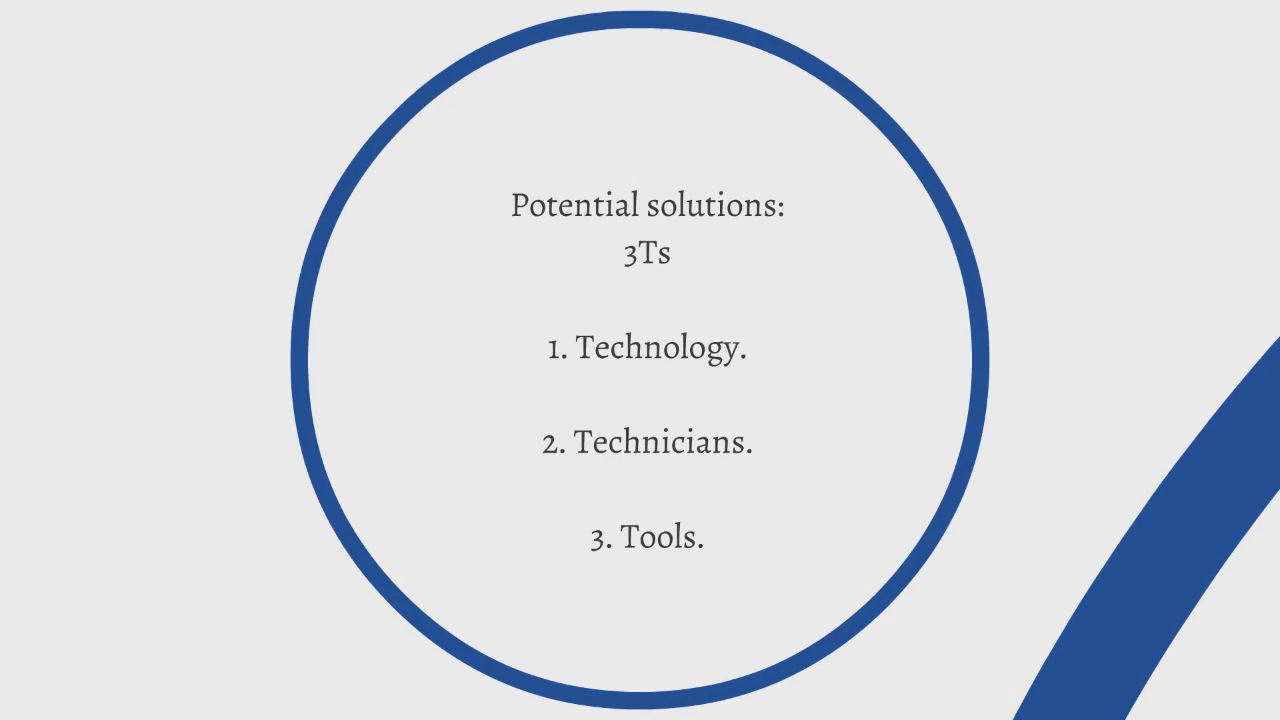 Potential solutions:
3Ts
1. Technology.
2. Technicians.
3. Tools.